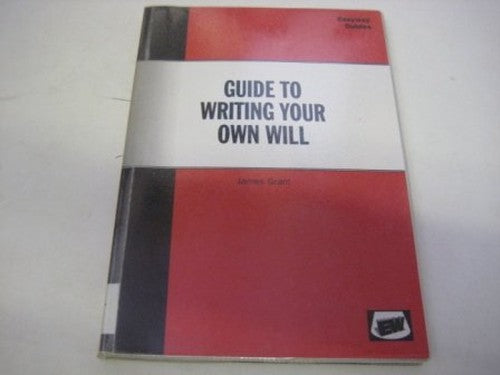 Easyway
Guides
GUIDE TO
WRITING YOUR
OWN WILL
James Grant
EW